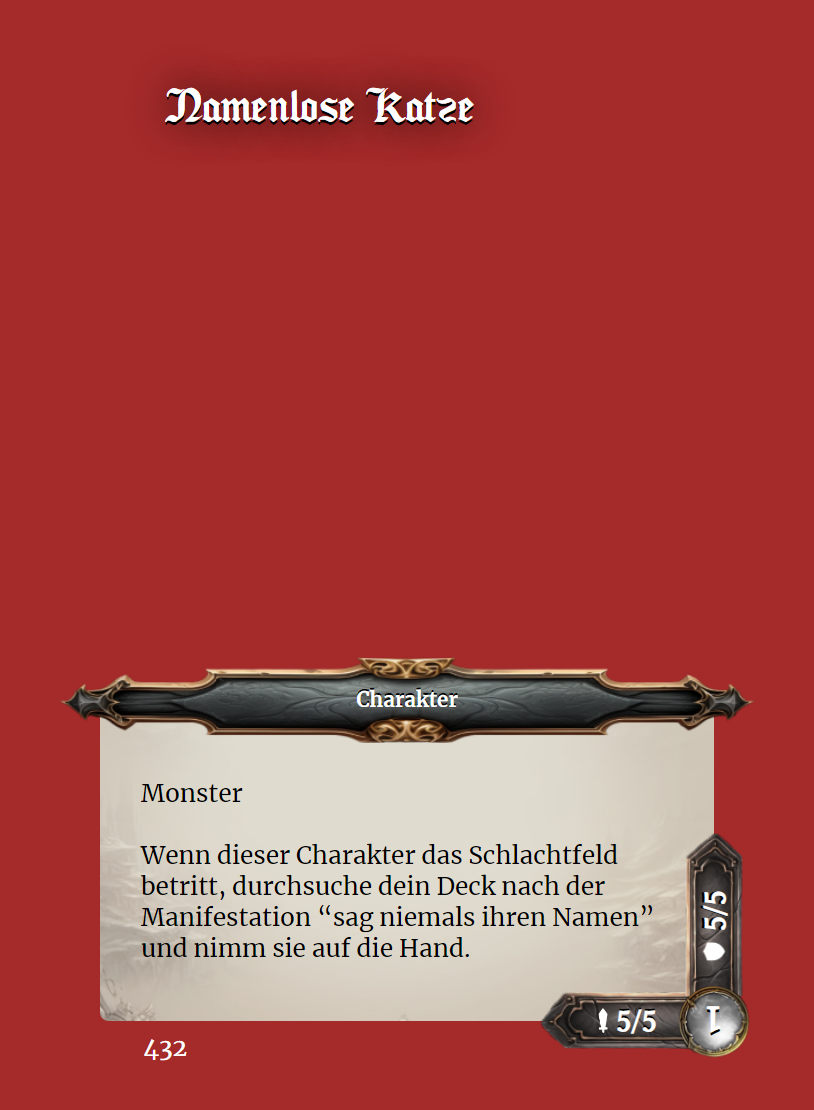 Namenlose Katze
Charakter
Monster
Wenn dieser Charakter das Schlachtfeld
betritt, durchsuche dein Deck nach der
Manifestation “sag niemals ihren Namen”
und nimm sie auf die Hand.
5/5
5/5
1
432